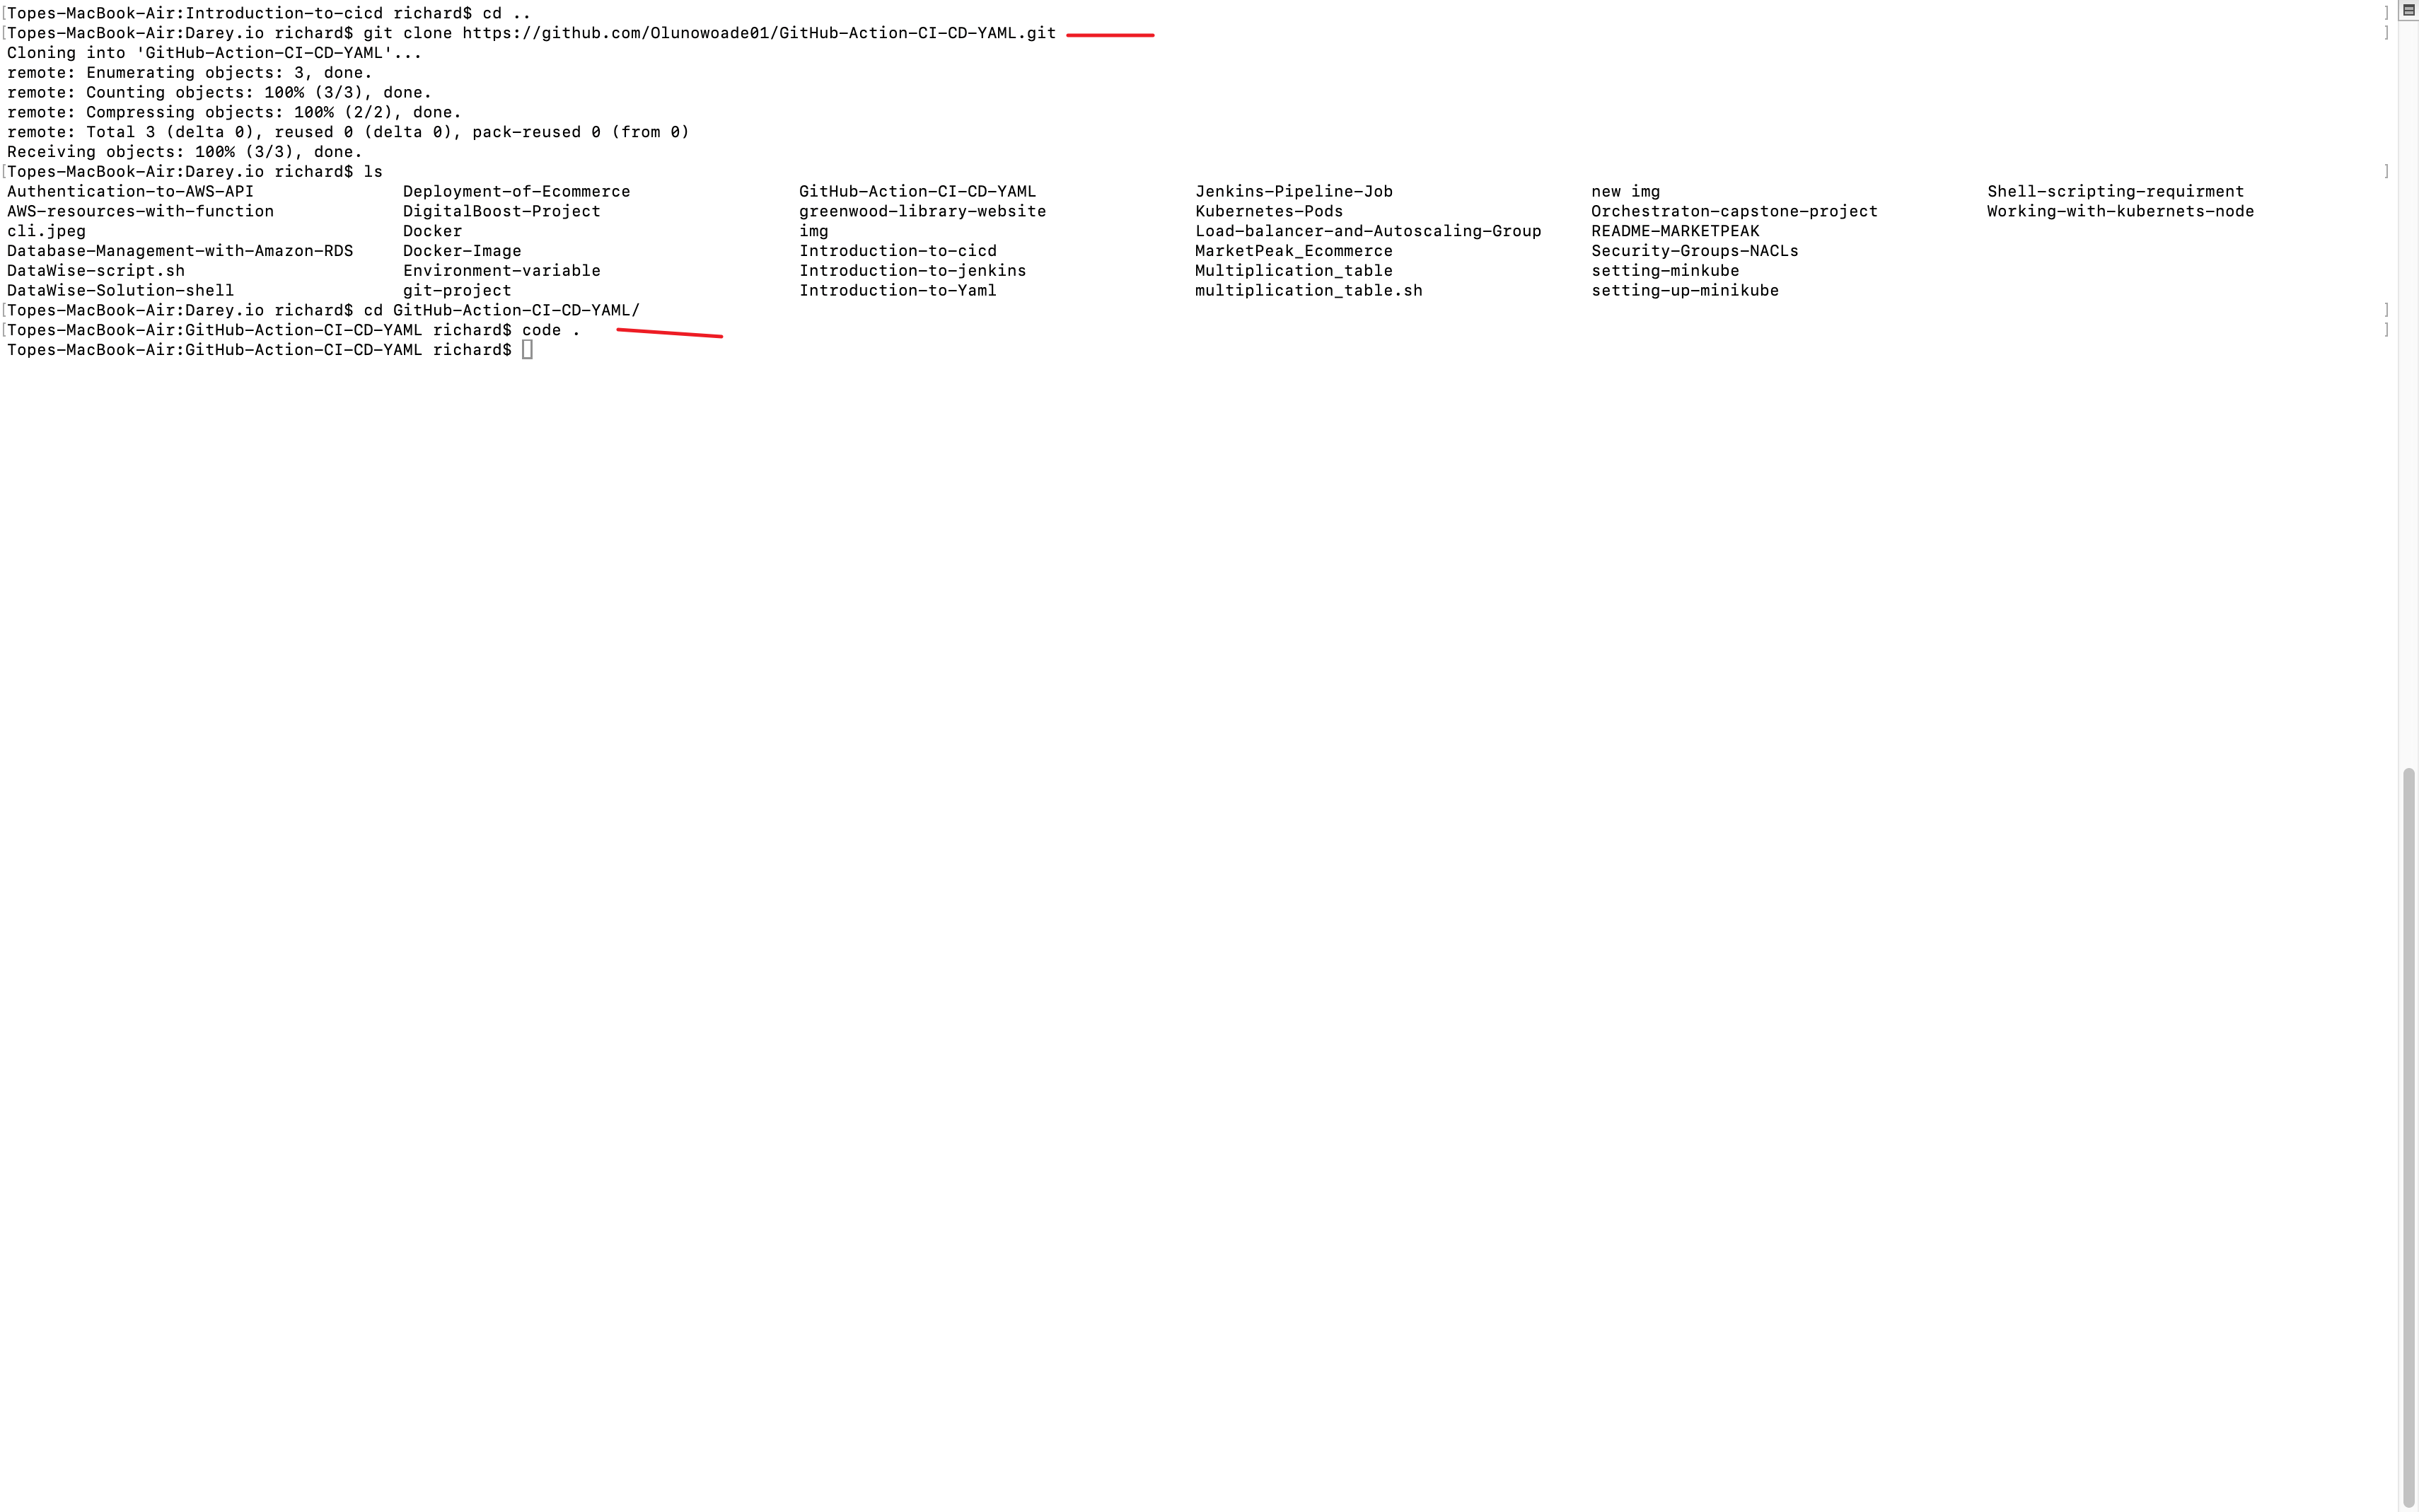 [Topes-MacBook-Air:Introduction-to-cicd richard$ cd .. ]
[Topes-MacBook-Air:Darey.io richard$ git clone https://github.com/Olunowoade01/GitHub-Action-CI-CD-YAML.git ]
Cloning into 'GitHub-Action-CI-CD-YAML'...
remote: Enumerating objects: 3, done.
remote: Counting objects: 100% (3/3), done.
remote: Compressing objects: 100% (2/2), done.
remote: Total 3 (delta 0), reused 0 (delta 0), pack-reused 0 (from 0)
Receiving objects: 100% (3/3), done.
[Topes-MacBook-Air:Darey.io richard$ ls ]
Authentication-to-AWS-API Deployment-of-Ecommerce GitHub-Action-CI-CD-YAML Jenkins-Pipeline-Job new img Shell-scripting-requirment
AWS-resources-with-function DigitalBoost-Project greenwood-library-website Kubernetes-Pods Orchestraton-capstone-project Working-with-kubernets-node
cli.jpeg Docker img Load-balancer-and-Autoscaling-Group README-MARKETPEAK
Database-Management-with-Amazon-RDS Docker-Image Introduction-to-cicd MarketPeak_Ecommerce Security-Groups-NACLs
DataWise-script.sh Environment-variable Introduction-to-jenkins Multiplication_table setting-minkube
DataWise-Solution-shell git-project Introduction-to-Yaml multiplication_table.sh setting-up-minikube
[Topes-MacBook-Air:Darey.io richard$ cd GitHub-Action-CI-CD-YAML/ ]
[Topes-MacBook-Air:GitHub-Action-CI-CD-YAML richard$ code . ]
Topes-MacBook-Air:GitHub-Action-CI-CD-YAML richard$